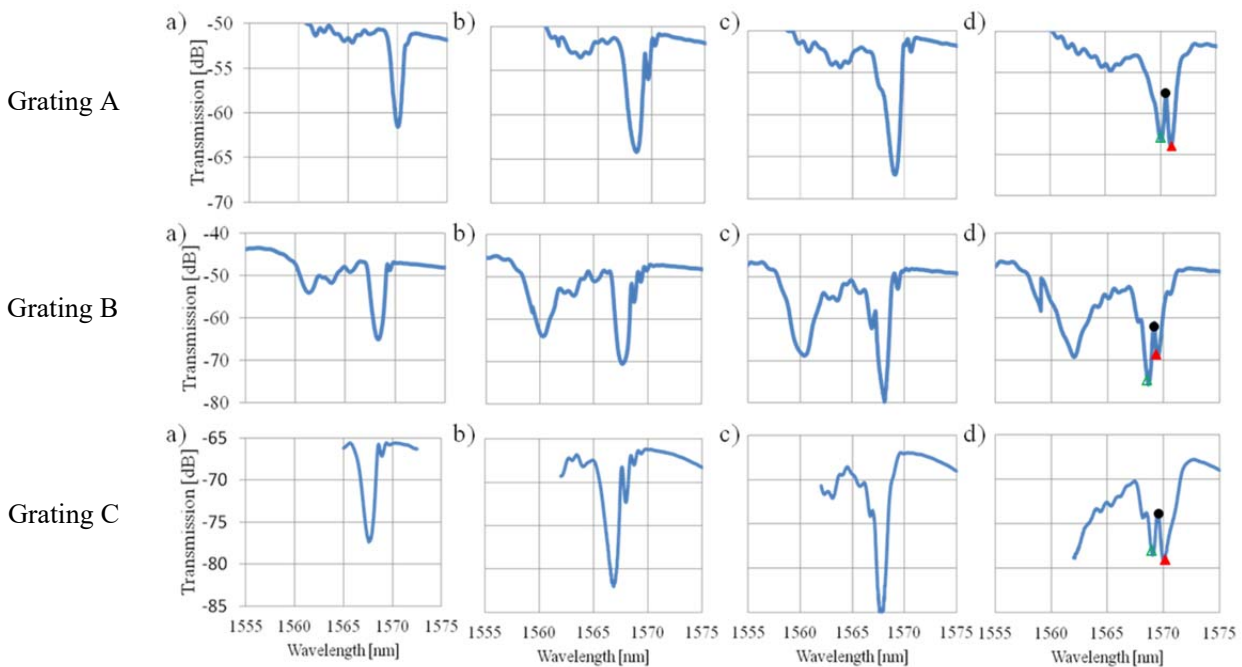 a) b) c) d)
Grating A
Transmission [dB]
-50
-55
-60
-65
-70
a) b) c) d)
Grating B
Transmission [dB]
-40
-50
-60
-70
-80
a) b) c) d)
Grating C
Transmission [dB]
-65
-70
-75
-80
-85
1555 1560 1565 1570 1575 1555 1560 1565 1570 1575 1555 1560 1565 1570 1575 1555 1560 1565 1570 1575
Wavelength [nm] Wavelength [nm] Wavelength [nm] Wavelength [nm]